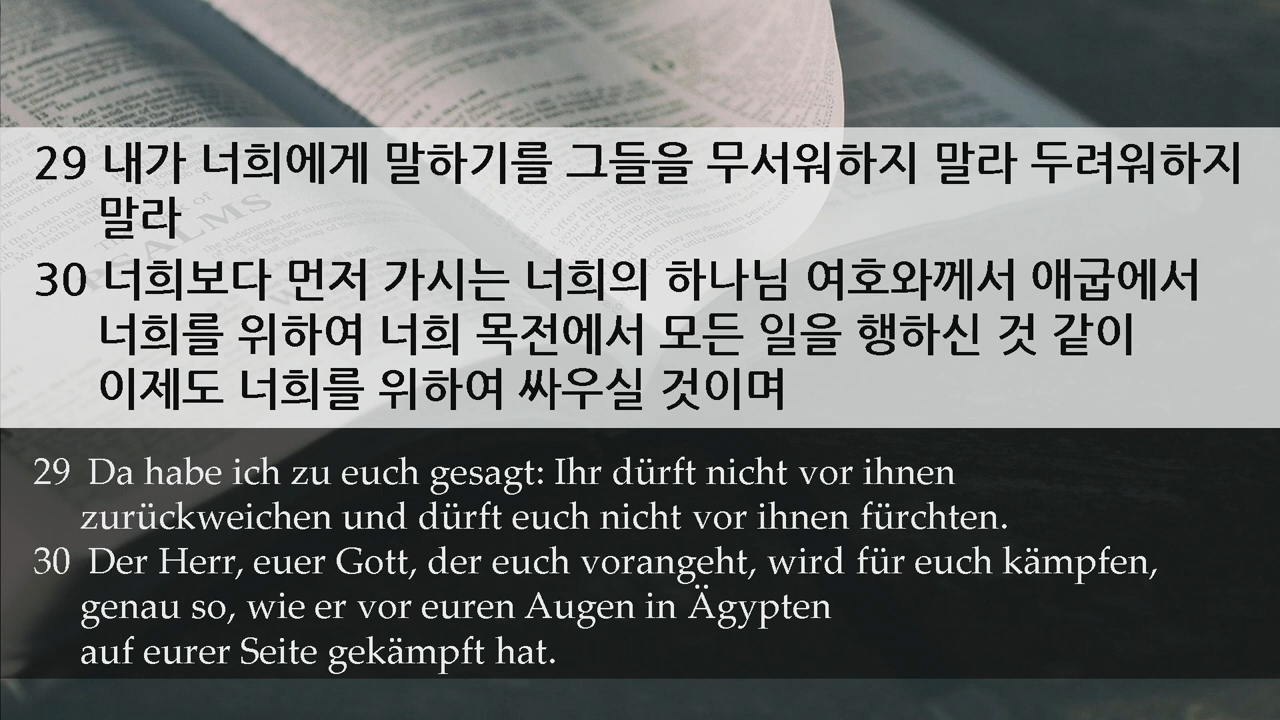 29 내가 너희에게 말하기를 그들을 무서워하지 말라 두려워하지
말라
30 너희보다 먼저 가시는 너희의 하나님 여호와께서 애굽에서
너희를 위하여 너희 목전에서 모든 일을 행하신 것 같이
이제도 너희를 위하여 싸우실 것이며
29 Da habe ich zu euch gesagt: Ihr dürft nicht vor ihnen
zurückweichen und dürft euch nicht vor ihnen fürchten.
30 Der Herr, euer Gott, der euch vorangeht, wird für euch kämpfen,
genau so, wie er vor euren Augen in Ägypten
auf eurer Seite gekämpft hat.